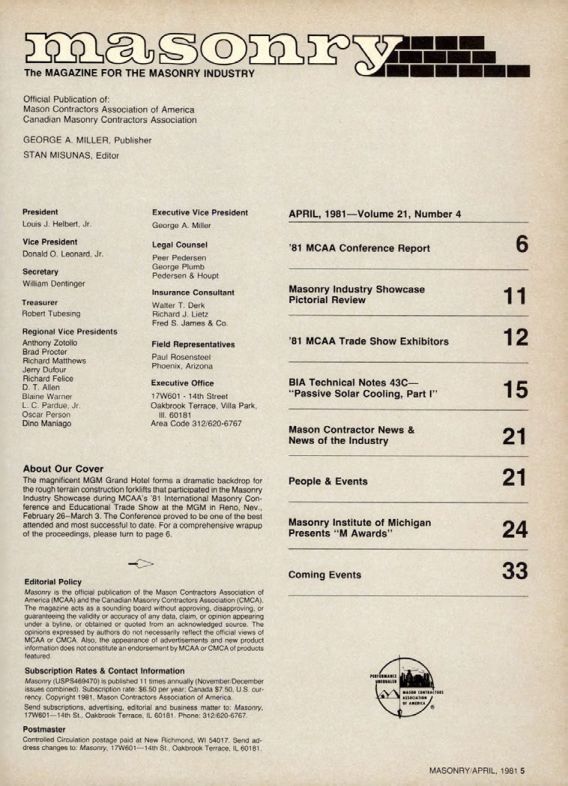 masonry
The MAGAZINE FOR THE MASONRY INDUSTRY
Official Publication of:
Mason Contractors Association of America
Canadian Masonry Contractors Association
GEORGE A. MILLER, Publisher
STAN MISUNAS, Editor
President
Louis J. Helbert, Jr.
Vice President
Donald O. Leonard, Jr.
Secretary
William Dentinger
Treasurer
Robert Tubesing
Regional Vice Presidents
Anthony Zotollo
Brad Procter
Richard Matthews
Jerry Dufour
Richard Felice
D. T. Allen
Blaine Warner
L. C. Pardue, Jr.
Oscar Person
Dino Maniago
Executive Vice President
George A. Miller
Legal Counsel
Peer Pedersen
George Plumb
Pedersen & Houpt
Insurance Consultant
Walter T. Derk
Richard J. Lietz
Fred S. James & Co.
Field Representatives
Paul Rosensteel
Phoenix, Arizona
Executive Office
17W601 - 14th Street
Oakbrook Terrace, Villa Park,
Ill. 60181
Area Code 312/620-6767
About Our Cover
The magnificent MGM Grand Hotel forms a dramatic backdrop for
the rough terrain construction forklifts that participated in the Masonry
Industry Showcase during MCAA's '81 International Masonry Con-
ference and Educational Trade Show at the MGM in Reno, Nev.,
February 26–March 3. The Conference proved to be one of the best
attended and most successful to date. For a comprehensive wrapup
of the proceedings, please turn to page 6.
Editorial Policy
Masonry is the official publication of the Mason Contractors Association of
America (MCAA) and the Canadian Masonry Contractors Association (CMCA).
The magazine acts as a sounding board without approving, disapproving, or
guaranteeing the validity or accuracy of any data, claim, or opinion appearing
under a byline, or obtained or quoted from an acknowledged source. The
opinions expressed by authors do not necessarily reflect the official views of
MCAA or CMCA. Also, the appearance of advertisements and new product
information does not constitute an endorsement by MCAA or CMCA of products
featured.
Subscription Rates & Contact Information
Masonry (USPS469470) is published 11 times annually (November/December
issues combined). Subscription rate: $6.50 per year; Canada $7.50, U.S. cur-
rency. Copyright 1981, Mason Contractors Association of America.
Send subscriptions, advertising, editorial and business matter to: Masonry,
17W601—14th St., Oakbrook Terrace, IL 60181. Phone: 312:620-6767.
Postmaster
Controlled Circulation postage paid at New Richmond, WI 54017. Send ad-
dress changes to: Masonry, 17W601—14th St., Oakbrook Terrace, IL 60181.
APRIL, 1981—Volume 21, Number 4
'81 MCAA Conference Report 6
Masonry Industry Showcase
Pictorial Review 11
'81 MCAA Trade Show Exhibitors 12
BIA Technical Notes 43C—
"Passive Solar Cooling, Part I" 15
Mason Contractor News &
News of the Industry 21
People & Events 21
Masonry Institute of Michigan
Presents "M Awards" 24
Coming Events 33
PERFORMANCE
UNEQUALED
MASON CONTRACTORS
ASSOCIATION
OF AMERICA
®
MASONRY/APRIL, 1981 5